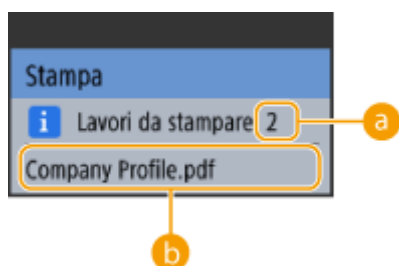 Stampa
i Lavori da stampare 2
a
Company Profile.pdf
b